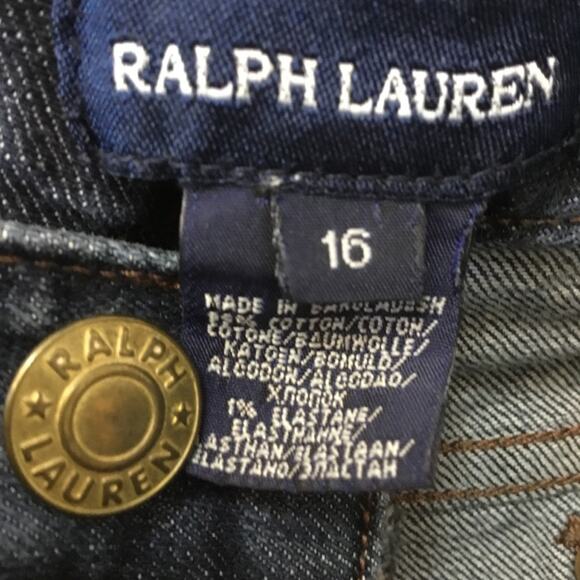 RALPH LAUREN
16
MADE IN BANGLADESH
99% COTTON/COTON/
COTONE/BAUMWOLLE/
KATOEN/BOMULD/
ALGODON/ALGODAO/
ХЛОПОК
1% ELASTANE/
ELASTHANNE/
ELASTHAN/ELASTAAN/
ELASTANO/ЭЛАСТАН
RALPH
LAUREN